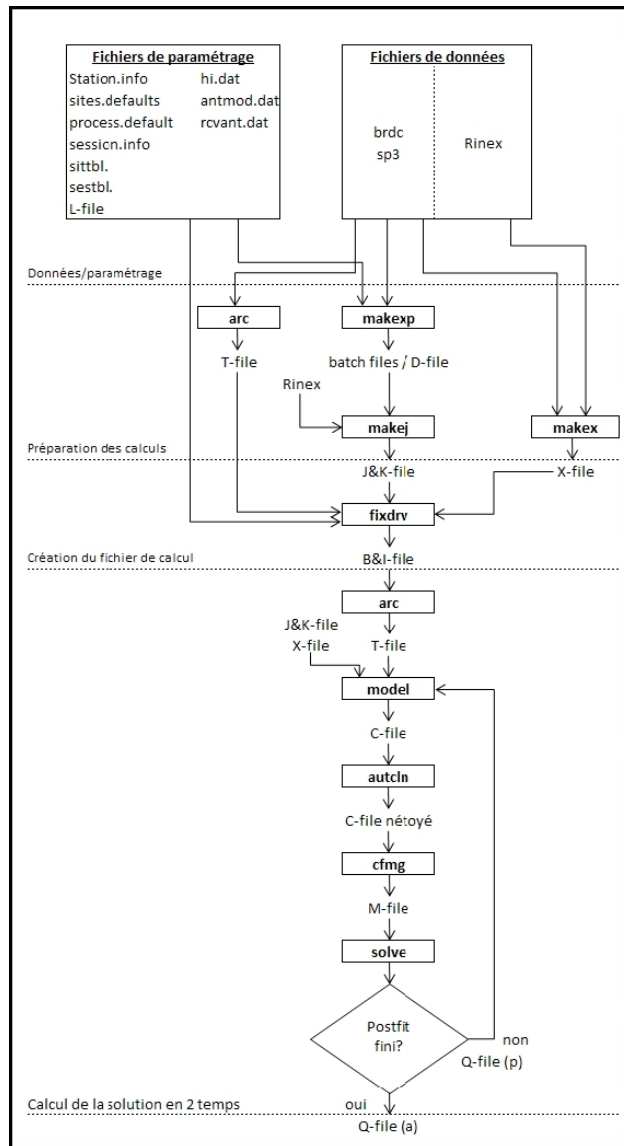 Fichiers de paramétrage
Station.info hi.dat
sites.defaults antmod.dat
process.default rcvant.dat
session.info
sittbl.
sestbl.
L-file
Fichiers de données
brdc
sp3
Rinex
Données/paramétrage
arc
makexp
T-file
batch files / D-file
Rinex
makej
makex
Préparation des calculs
J&K-file
X-file
fixdrv
Création du fichier de calcul
B&I-file
arc
J&K-file
X-file
T-file
model
C-file
autcln
C-file nétoyé
cfmg
M-file
solve
Postfit
fini?
non
Q-file (p)
Calcul de la solution en 2 temps
oui
Q-file (a)